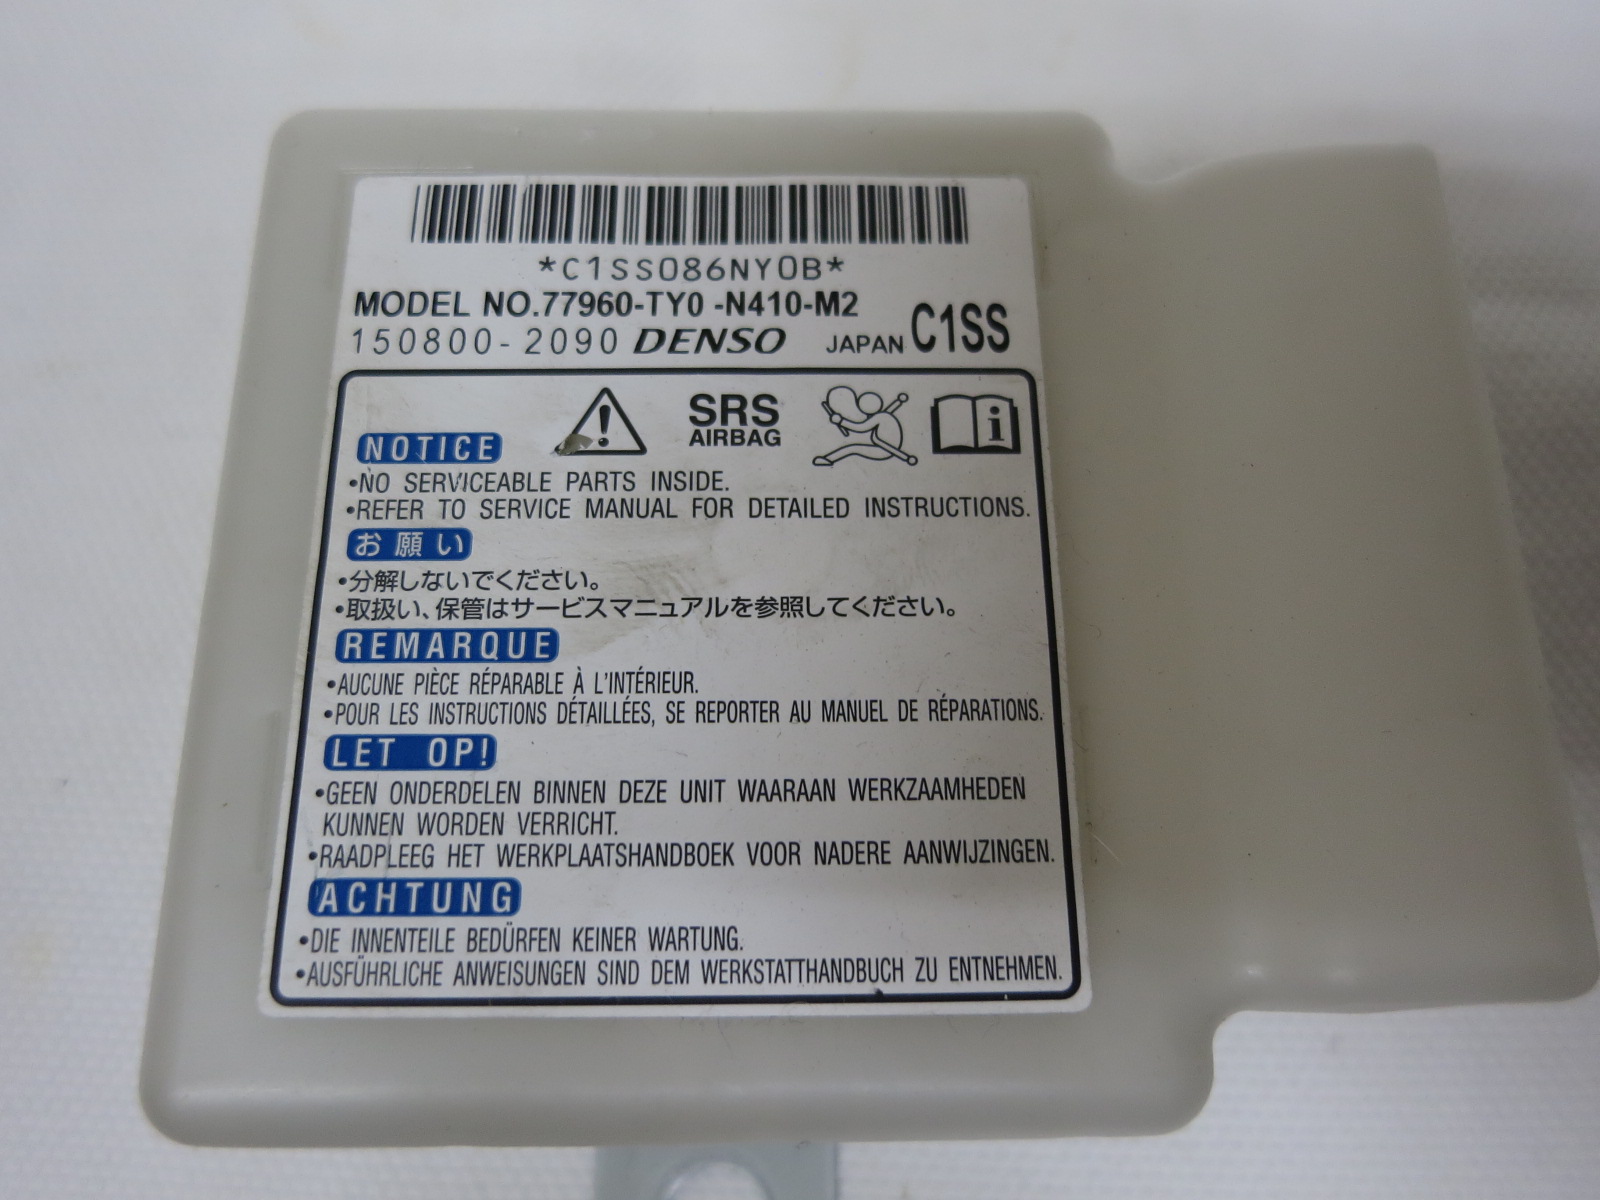 *C1SS086NY0B*
MODEL NO.77960-TY0 -N410-M2
150800-2090 DENSO JAPAN C1SS
SRS
AIRBAG
NOTICE
•NO SERVICEABLE PARTS INSIDE.
•REFER TO SERVICE MANUAL FOR DETAILED INSTRUCTIONS.
お願い
•分解しないでください。
•取扱い、保管はサービスマニュアルを参照してください。
REMARQUE
•AUCUNE PIÈCE RÉPARABLE À L'INTÉRIEUR.
•POUR LES INSTRUCTIONS DÉTAILLÉES, SE REPORTER AU MANUEL DE RÉPARATIONS.
LET OP!
•GEEN ONDERDELEN BINNEN DEZE UNIT WAARAAN WERKZAAMHEDEN
KUNNEN WORDEN VERRICHT.
•RAADPLEEG HET WERKPLAATSHANDBOEK VOOR NADERE AANWIJZINGEN.
ACHTUNG
•DIE INNENTEILE BEDÜRFEN KEINER WARTUNG.
•AUSFÜHRLICHE ANWEISUNGEN SIND DEM WERKSTATTHANDBUCH ZU ENTNEHMEN.